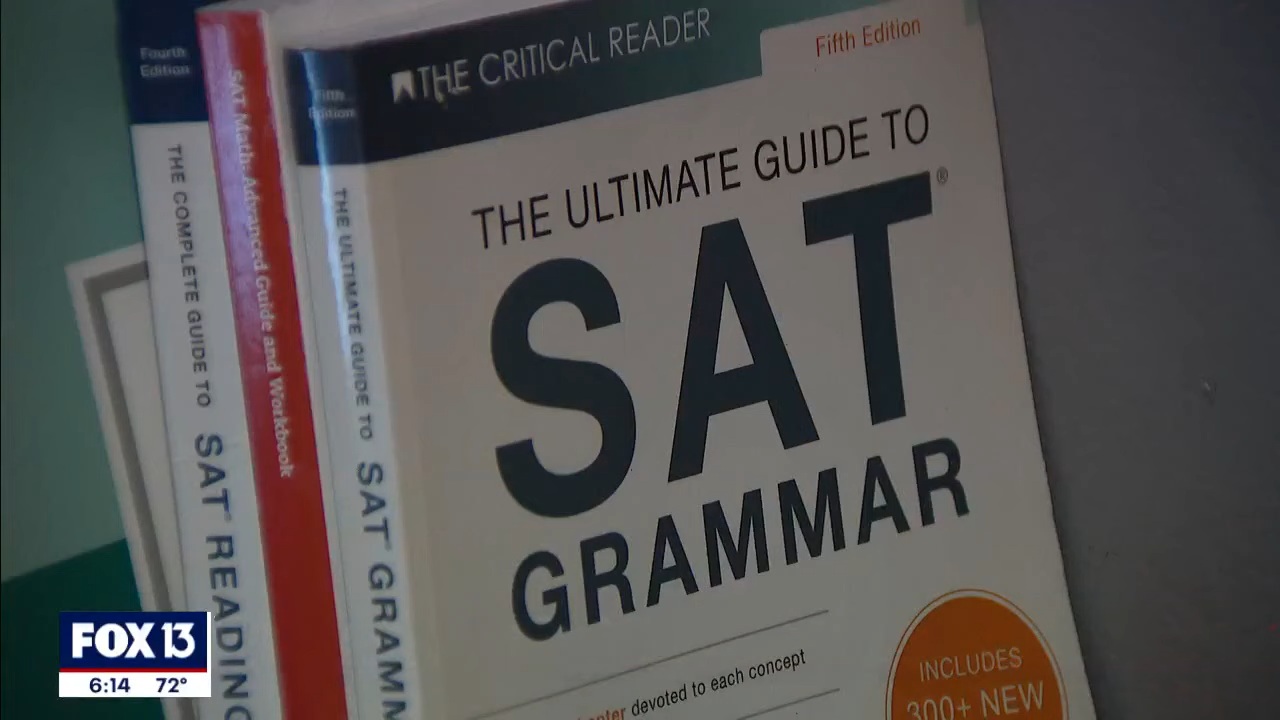 Fourth
Edition
THE COMPLETE GUIDE TO
SAT® READING
SAT Math: Advanced Guide and Workbook
Fifth
Edition
THE ULTIMATE GUIDE TO
SAT® GRAMM
THE CRITICAL READER
Fifth Edition
THE ULTIMATE GUIDE TO
SAT®
GRAMMAR
devoted to each concept
INCLUDES
300+ NEW
FOX 13
6:14 72°